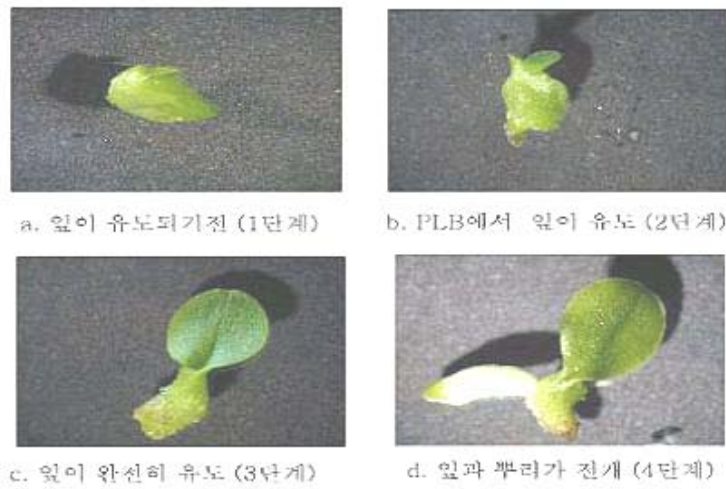 a. 잎이 유도되기전 (1단계)
b. PLB에서 잎이 유도 (2단계)
c. 잎이 완전히 유도 (3단계)
d. 잎과 뿌리가 전개 (4단계)